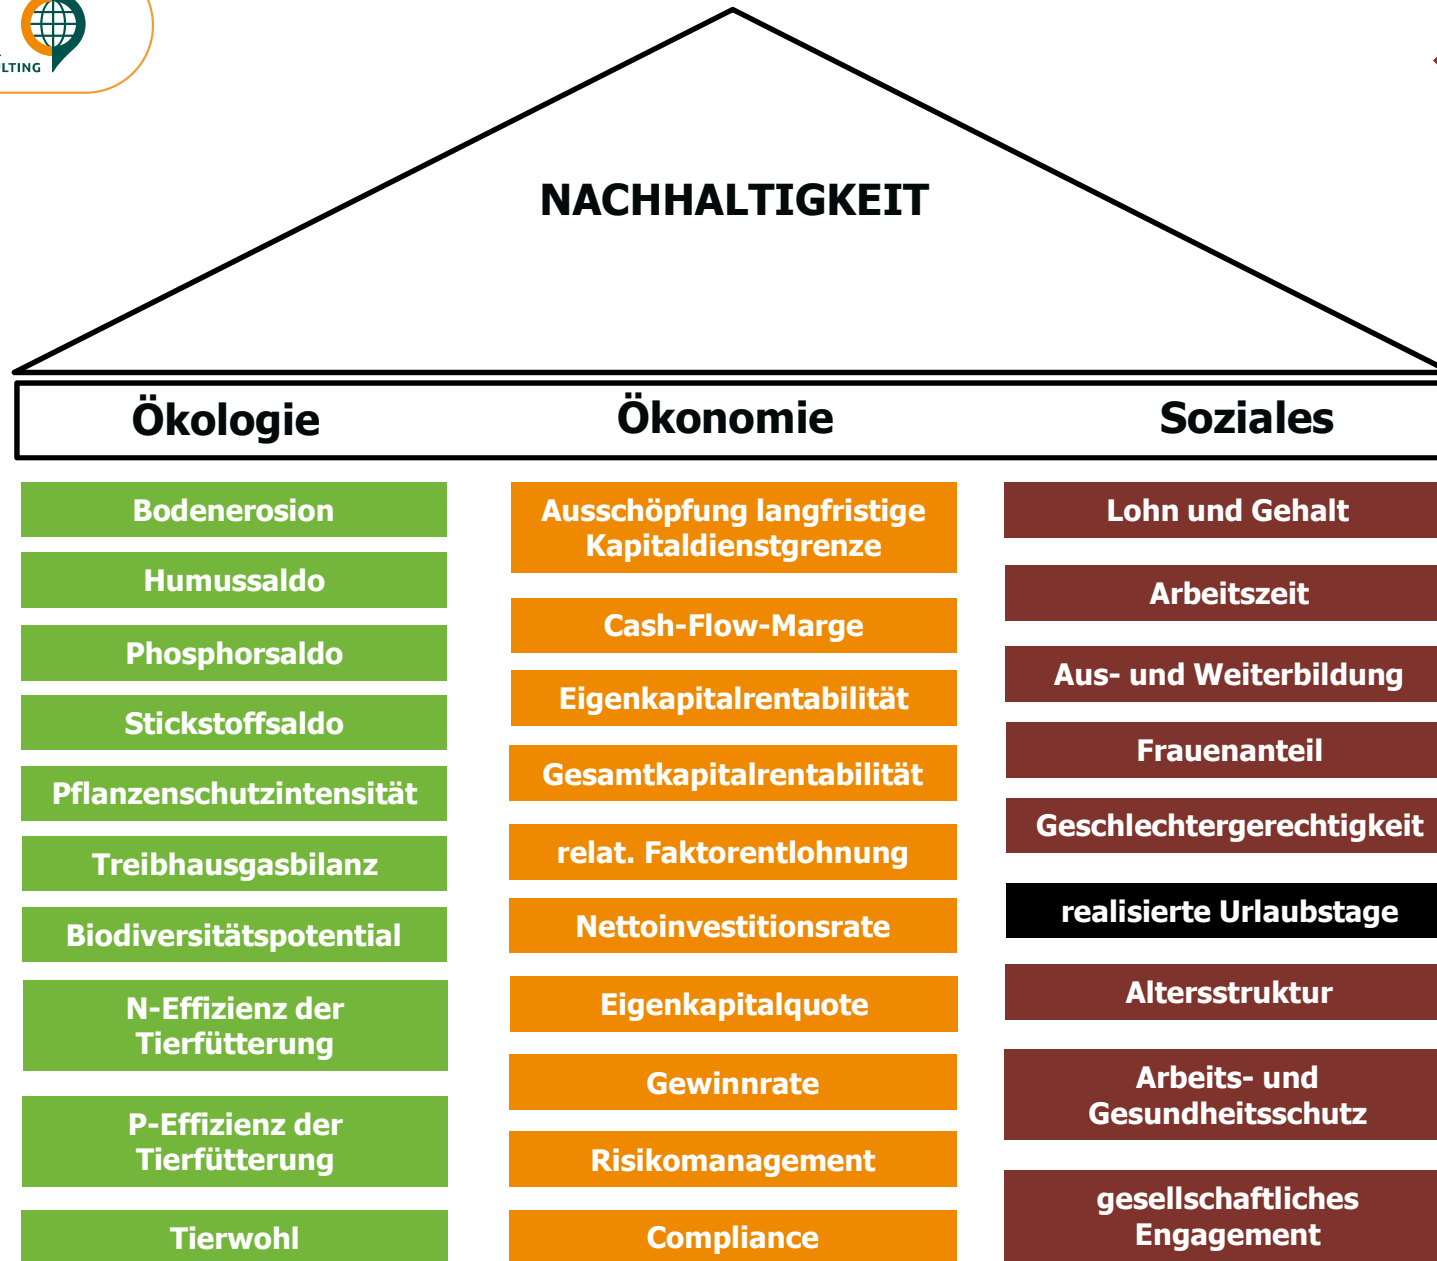 NACHHALTIGKEIT
Ökologie
Ökonomie
Soziales
Bodenerosion
Humussaldo
Phosphorsaldo
Stickstoffsaldo
Pflanzenschutzintensität
Treibhausgasbilanz
Biodiversitätspotential
N-Effizienz der
Tierfütterung
P-Effizienz der
Tierfütterung
Tierwohl
Ausschöpfung langfristige
Kapitaldienstgrenze
Cash-Flow-Marge
Eigenkapitalrentabilität
Gesamtkapitalrentabilität
relat. Faktorentlohnung
Nettoinvestitionsrate
Eigenkapitalquote
Gewinnrate
Risikomanagement
Compliance
Lohn und Gehalt
Arbeitszeit
Aus- und Weiterbildung
Frauenanteil
Geschlechtergerechtigkeit
realisierte Urlaubstage
Altersstruktur
Arbeits- und
Gesundheitsschutz
gesellschaftliches
Engagement